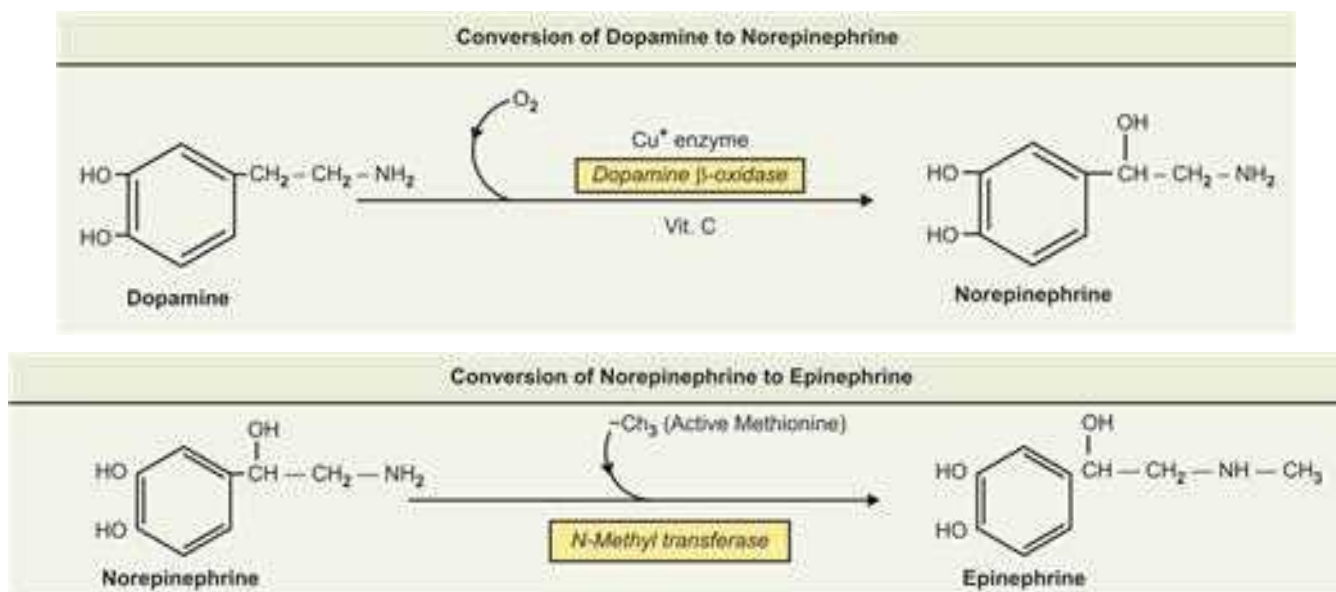 Conversion of Dopamine to Norepinephrine
O₂
Cu⁺ enzyme
Dopamine β-oxidase
Vit. C
HO
HO
CH₂–CH₂–NH₂
Dopamine
OH
HO
HO
CH–CH₂–NH₂
Norepinephrine
Conversion of Norepinephrine to Epinephrine
~Ch₃ (Active Methionine)
N-Methyl transferase
OH
HO
HO
CH–CH₂–NH₂
Norepinephrine
OH
HO
HO
CH–CH₂–NH–CH₃
Epinephrine